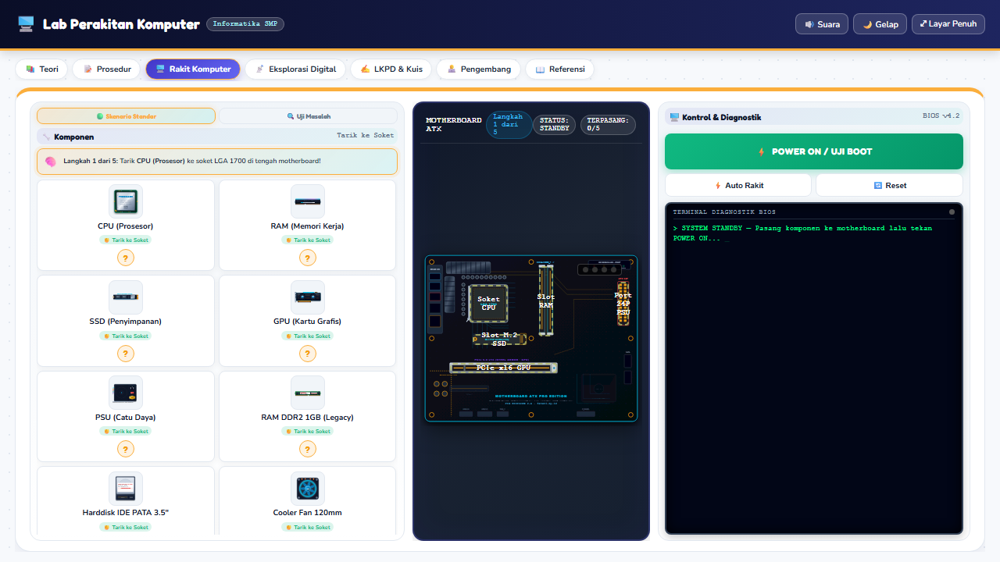 Lab Perakitan Komputer
Informatika SMP
Suara
Gelap
Layar Penuh
Teori
Prosedur
Rakit Komputer
Eksplorasi Digital
LKPD & Kuis
Pengembang
Referensi
Skenario Standar
Uji Masalah
Komponen
Tarik ke Soket
Langkah 1 dari 5: Tarik CPU (Prosesor) ke soket LGA 1700 di tengah motherboard!
CPU (Prosesor)
Tarik ke Soket
?
RAM (Memori Kerja)
Tarik ke Soket
?
SSD (Penyimpanan)
Tarik ke Soket
?
GPU (Kartu Grafis)
Tarik ke Soket
?
PSU (Catu Daya)
Tarik ke Soket
?
RAM DDR2 1GB (Legacy)
Tarik ke Soket
?
Harddisk IDE PATA 3.5"
Tarik ke Soket
Cooler Fan 120mm
Tarik ke Soket
MOTHERBOARD
ATX
Langkah
1 dari
5
STATUS:
STANDBY
TERPASANG:
0/5
Soket
CPU
Slot
RAM
Port
24P
PSU
Slot M.2
SSD
PCIe x16 GPU
MOTHERBOARD ATX PRO EDITION
Kontrol & Diagnostik
BIOS v4.2
POWER ON / UJI BOOT
Auto Rakit
Reset
TERMINAL DIAGNOSTIK BIOS
> SYSTEM STANDBY — Pasang komponen ke motherboard lalu tekan
POWER ON... _